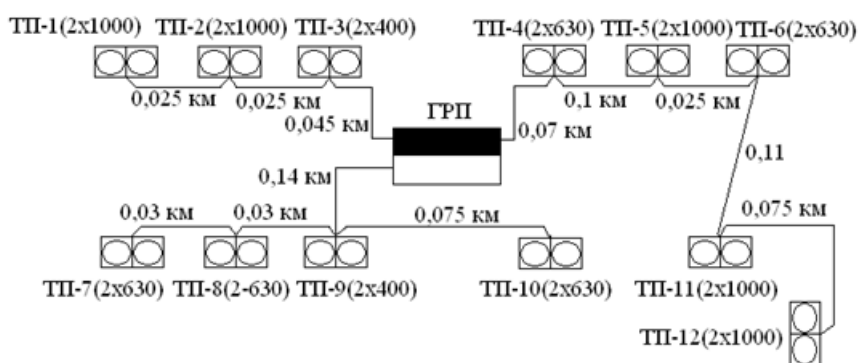 ТП-1(2х1000) ТП-2(2х1000) ТП-3(2х400) ТП-4(2х630) ТП-5(2х1000) ТП-6(2х630)
0,025 км 0,025 км 0,1 км 0,025 км
ГРП
0,045 км 0,07 км
0,11
0,14 км
0,03 км 0,03 км 0,075 км 0,075 км
ТП-7(2х630) ТП-8(2-630) ТП-9(2х400) ТП-10(2х630) ТП-11(2х1000)
ТП-12(2х1000)